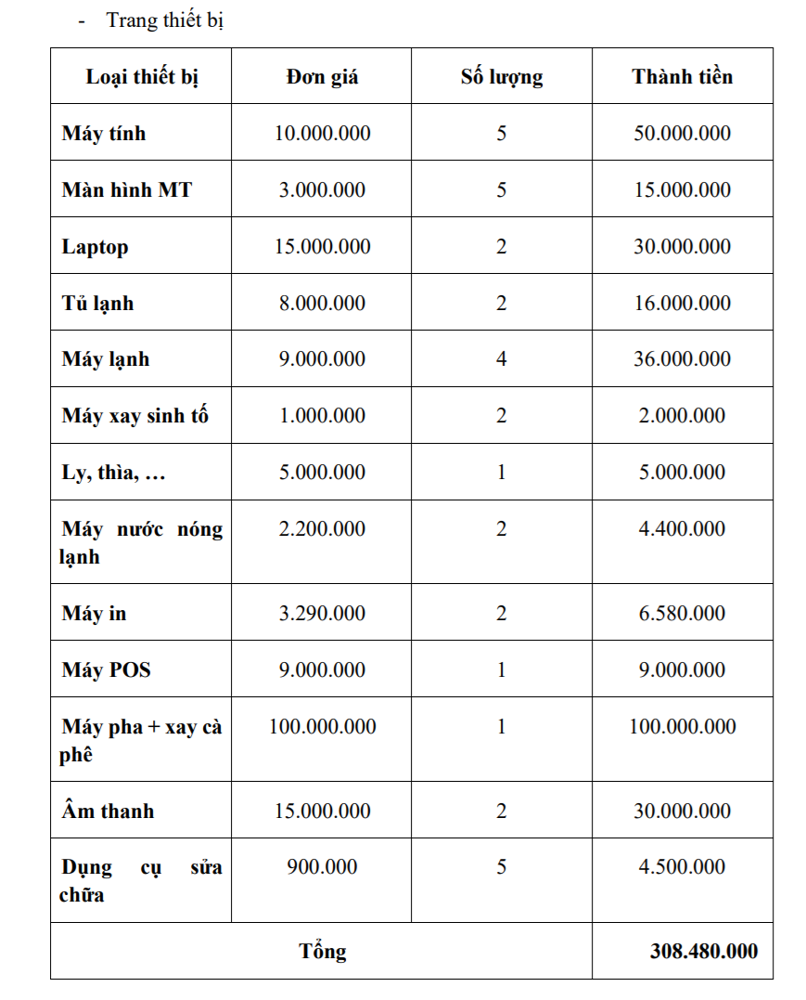 - Trang thiết bị
Loại thiết bị Đơn giá Số lượng Thành tiền
Máy tính 10.000.000 5 50.000.000
Màn hình MT 3.000.000 5 15.000.000
Laptop 15.000.000 2 30.000.000
Tủ lạnh 8.000.000 2 16.000.000
Máy lạnh 9.000.000 4 36.000.000
Máy xay sinh tố 1.000.000 2 2.000.000
Ly, thìa, … 5.000.000 1 5.000.000
Máy nước nóng 2.200.000 2 4.400.000
lạnh
Máy in 3.290.000 2 6.580.000
Máy POS 9.000.000 1 9.000.000
Máy pha + xay cà 100.000.000 1 100.000.000
phê
Âm thanh 15.000.000 2 30.000.000
Dụng cụ sửa 900.000 5 4.500.000
chữa
Tổng 308.480.000